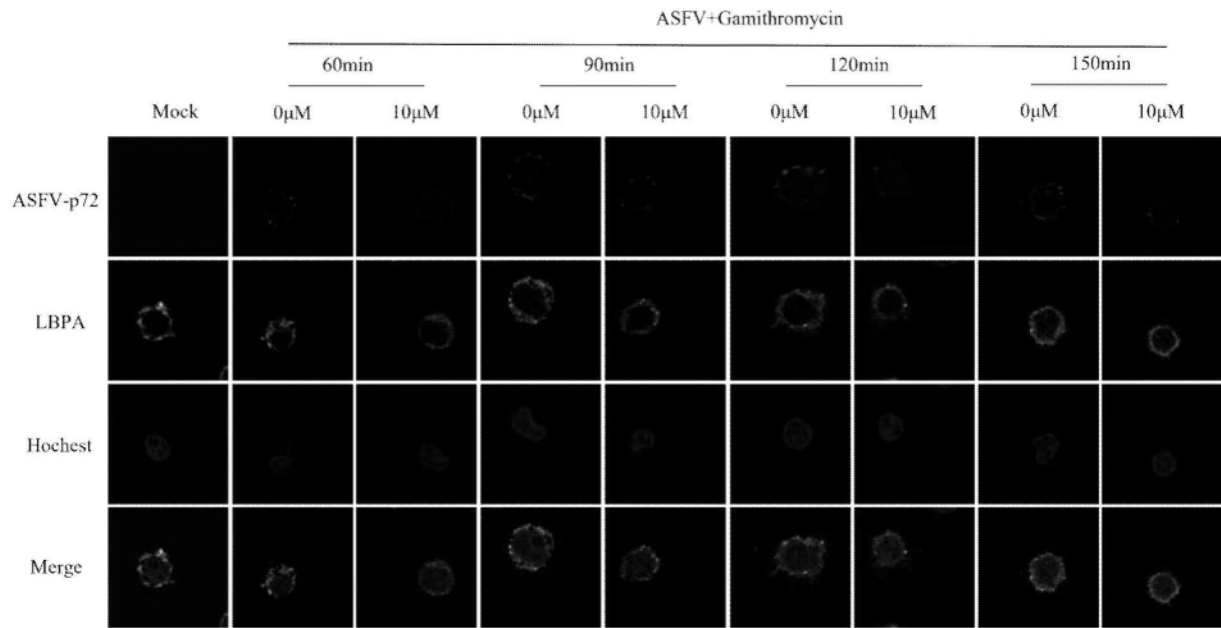 ASFV+Gamithromycin
60min 90min 120min 150min
Mock 0μM 10μM 0μM 10μM 0μM 10μM 0μM 10μM
ASFV-p72
LBPA
Hochest
Merge